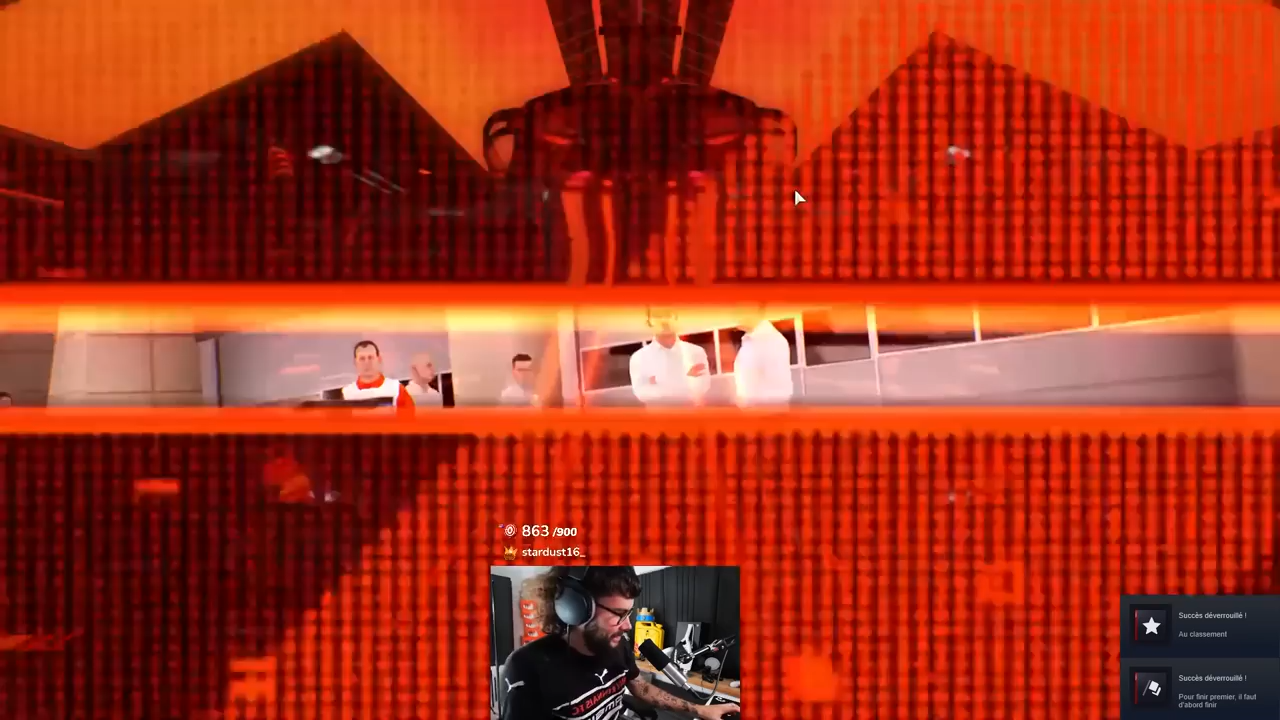 863 /900
stardust16_
Succès déverrouillé !
Au classement
Succès déverrouillé !
Pour finir premier, il faut
d'abord finir